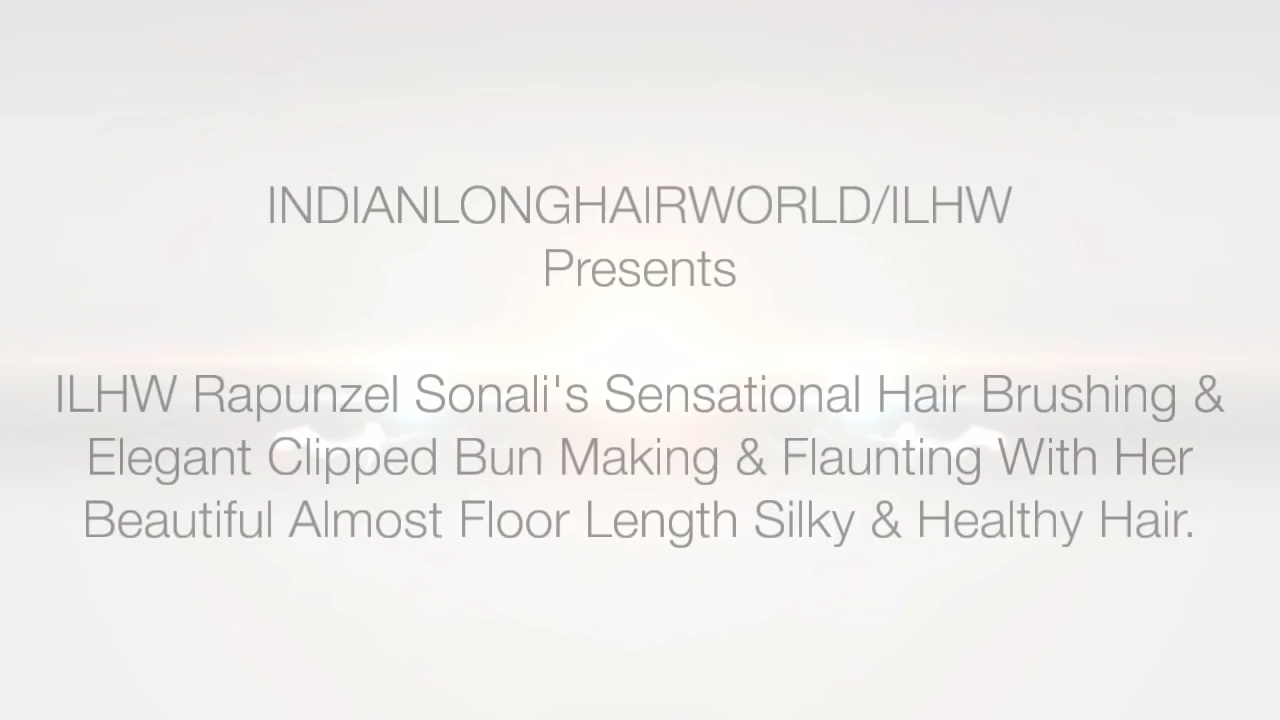 INDIANLONGHAIRWORLD/ILHW
Presents
ILHW Rapunzel Sonali's Sensational Hair Brushing &
Elegant Clipped Bun Making & Flaunting With Her
Beautiful Almost Floor Length Silky & Healthy Hair.